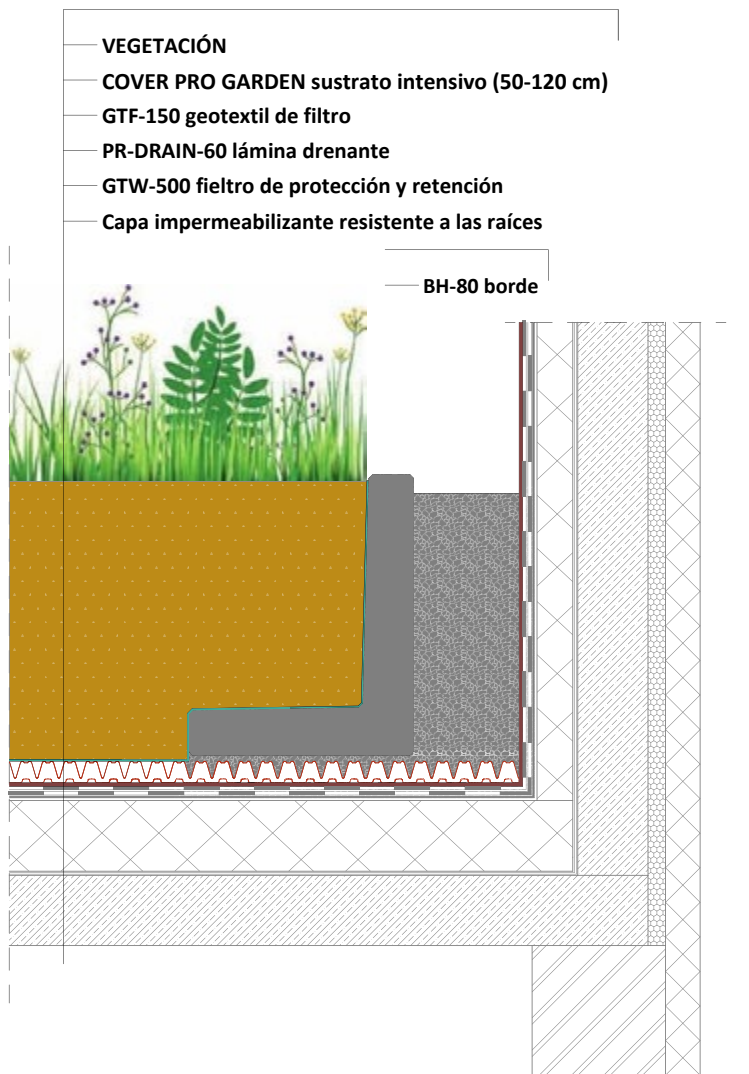 VEGETACIÓN
COVER PRO GARDEN sustrato intensivo (50-120 cm)
GTF-150 geotextil de filtro
PR-DRAIN-60 lámina drenante
GTW-500 fieltro de protección y retención
Capa impermeabilizante resistente a las raíces
BH-80 borde